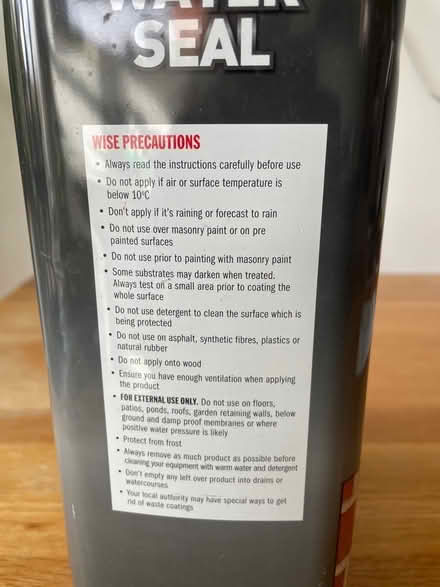 WATER
SEAL
WISE PRECAUTIONS
• Always read the instructions carefully before use
• Do not apply if air or surface temperature is
below 10°C
• Don't apply if it's raining or forecast to rain
• Do not use over masonry paint or on pre
painted surfaces
• Do not use prior to painting with masonry paint
• Some substrates may darken when treated.
Always test on a small area prior to coating the
whole surface
• Do not use detergent to clean the surface which is
being protected
• Do not use on asphalt, synthetic fibres, plastics or
natural rubber
• Do not apply onto wood
• Ensure you have enough ventilation when applying
the product
• FOR EXTERNAL USE ONLY. Do not use on floors,
patios, ponds, roofs, garden retaining walls, below
ground and damp proof membranes or where
positive water pressure is likely
• Protect from frost
• Always remove as much product as possible before
cleaning your equipment with warm water and detergent
• Don't empty any left over product into drains or
watercourses
• Your local authority may have special ways to get
rid of waste coatings